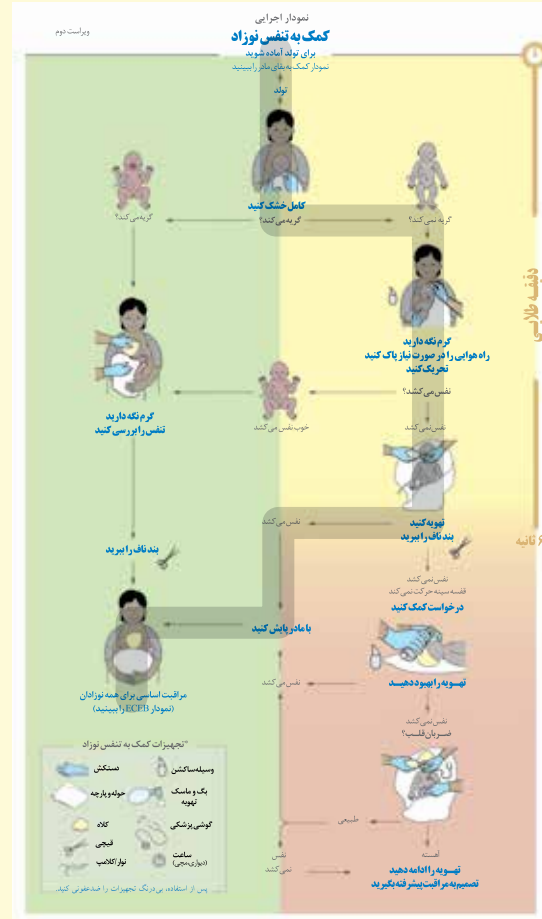 نمودار اجرایی
ویراست دوم
کمک به تنفس نوزاد
برای تولد آماده شوید
نمودار کمک به بقای مادر را ببینید
تولد
کامل خشک کنید
گریه می‌کند؟
گریه نمی‌کند؟
گریه می‌کند؟
دقیقه طلایی
گرم نگه دارید
راه هوایی را در صورت نیاز پاک کنید
تحریک کنید
نفس می‌کشد؟
گرم نگه دارید
تنفس را بررسی کنید
خوب نفس می کشد
نفس نمی‌کشد
تهویه کنید
بند ناف را ببرید
نفس می‌کشد
۶ ثانیه
بند ناف را ببرید
نفس نمی کشد
قفسه سینه حرکت نمی کند
درخواست کمک کنید
با مادر پایش کنید
تهویه را بهبود دهید
نفس می‌کشد
مراقبت اساسی برای همه نوزادان
(نمودار ECEB را ببینید)
نفس نمی کشد
ضربان قلب؟
*تجهیزات کمک به تنفس نوزاد
وسیله ساکشن
دستکش
بگ و ماسک تهویه
حوله و پارچه
گوشی پزشکی
کلاه
قیچی
ساعت
(دیواری، مچی)
نوار/کلامپ
پس از استفاده، بی‌درنگ تجهیزات را ضدعفونی کنید.
طبیعی
آهسته
نفس
نمی کشد
تهویه را ادامه دهید
تصمیم به مراقبت پیشرفته بگیرید